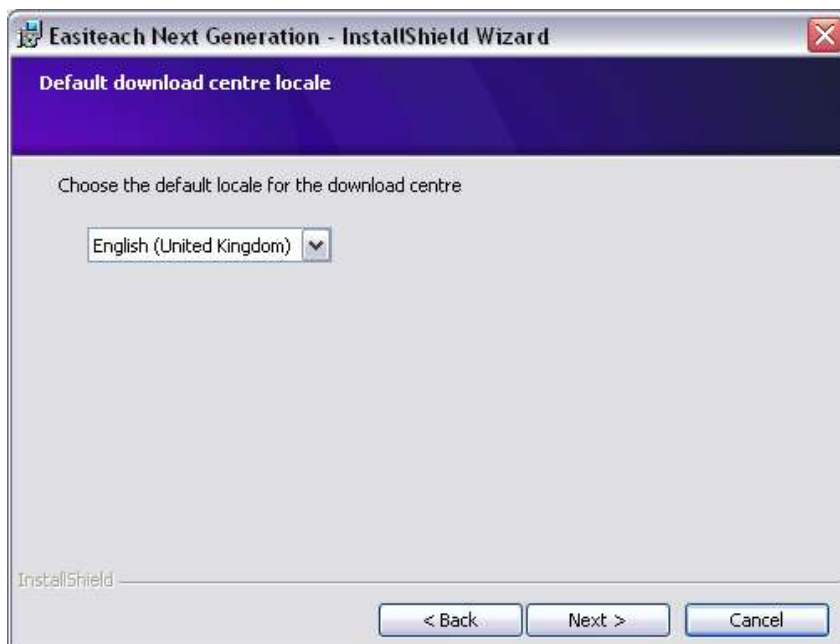 Easiteach Next Generation - InstallShield Wizard
Default download centre locale
Choose the default locale for the download centre
English (United Kingdom)
InstallShield
< Back Next > Cancel